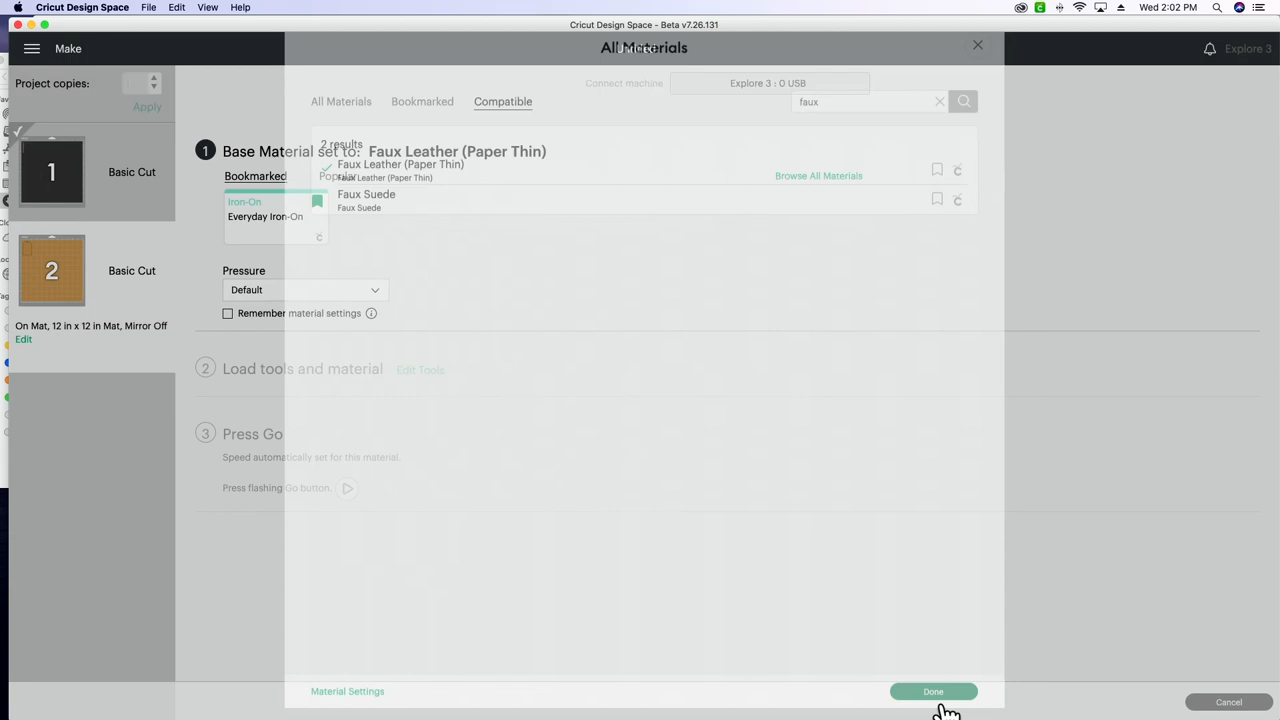 Cricut Design Space File Edit View Help
Wed 2:02 PM
Cricut Design Space - Beta v7.26.131
Make
All Materials
Explore 3
Project copies:
Apply
Connect machine
Explore 3 : 0 USB
All Materials Bookmarked Compatible
faux
1 Basic Cut
2 Basic Cut
On Mat, 12 in x 12 in Mat, Mirror Off
Edit
1 Base Material set to: Faux Leather (Paper Thin)
2 results
Faux Leather (Paper Thin)
Faux Leather (Paper Thin)
Bookmarked Popular
Browse All Materials
Faux Suede
Faux Suede
Iron-On
Everyday Iron-On
Pressure
Default
Remember material settings
2 Load tools and material Edit Tools
3 Press Go
Speed automatically set for this material.
Press flashing Go button.
Material Settings
Done
Cancel